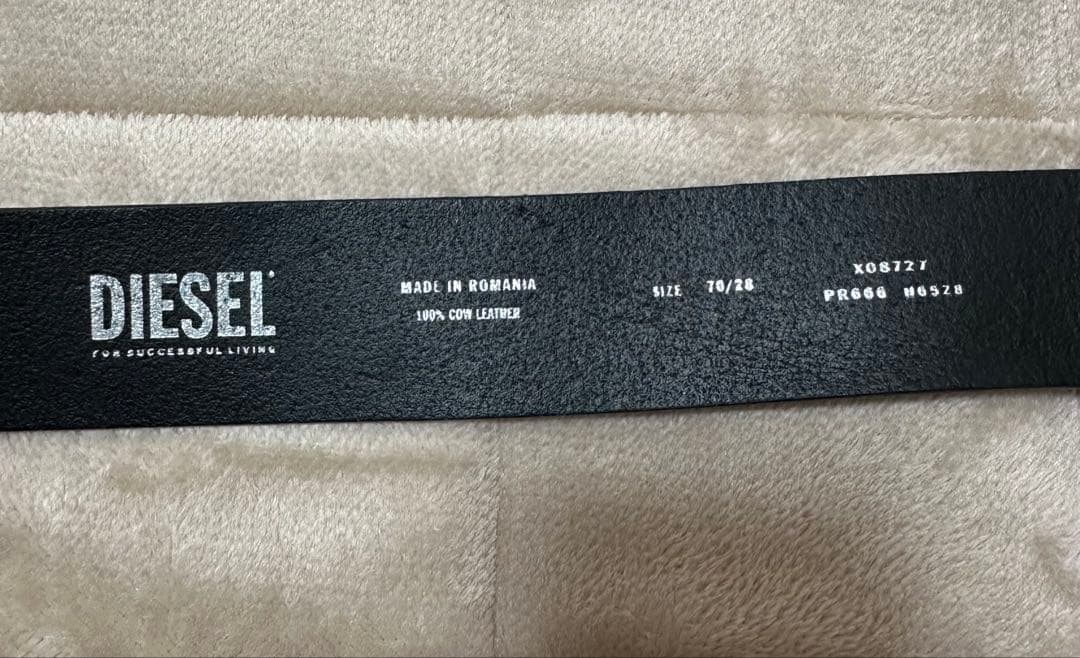 DIESEL
FOR SUCCESSFUL LIVING
MADE IN ROMANIA
100% COW LEATHER
SIZE 70/28
X08727
PR666 H6528